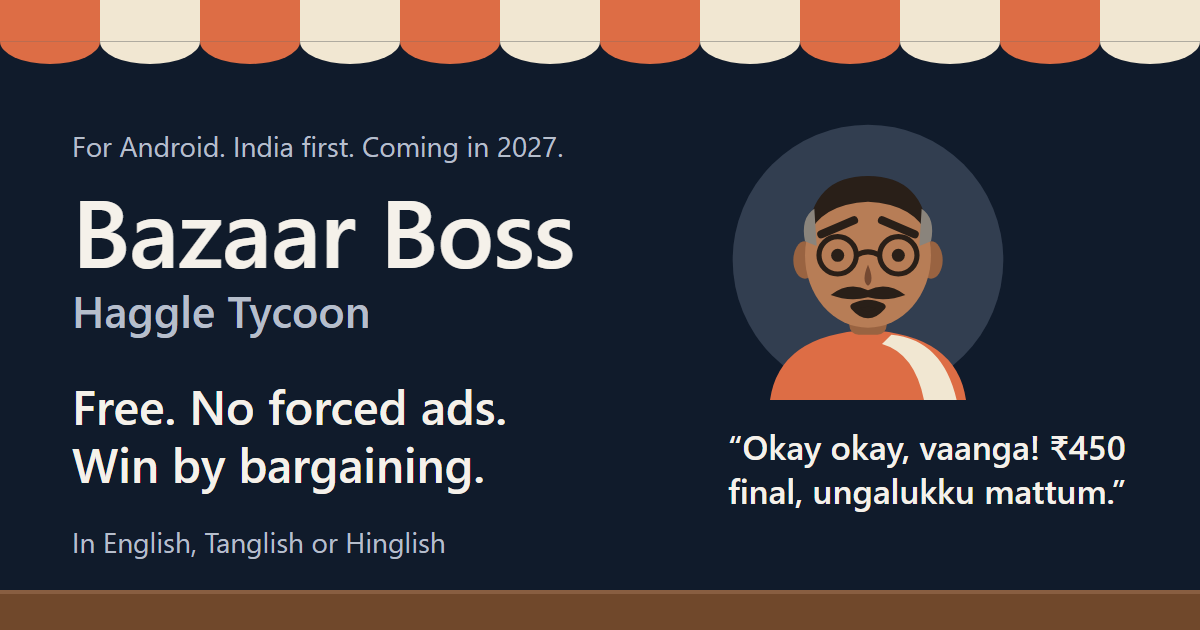 For Android. India first. Coming in 2027.
Bazaar Boss
Haggle Tycoon
Free. No forced ads.
Win by bargaining.
In English, Tanglish or Hinglish
“Okay okay, vaanga! ₹450
final, ungalukku mattum.”